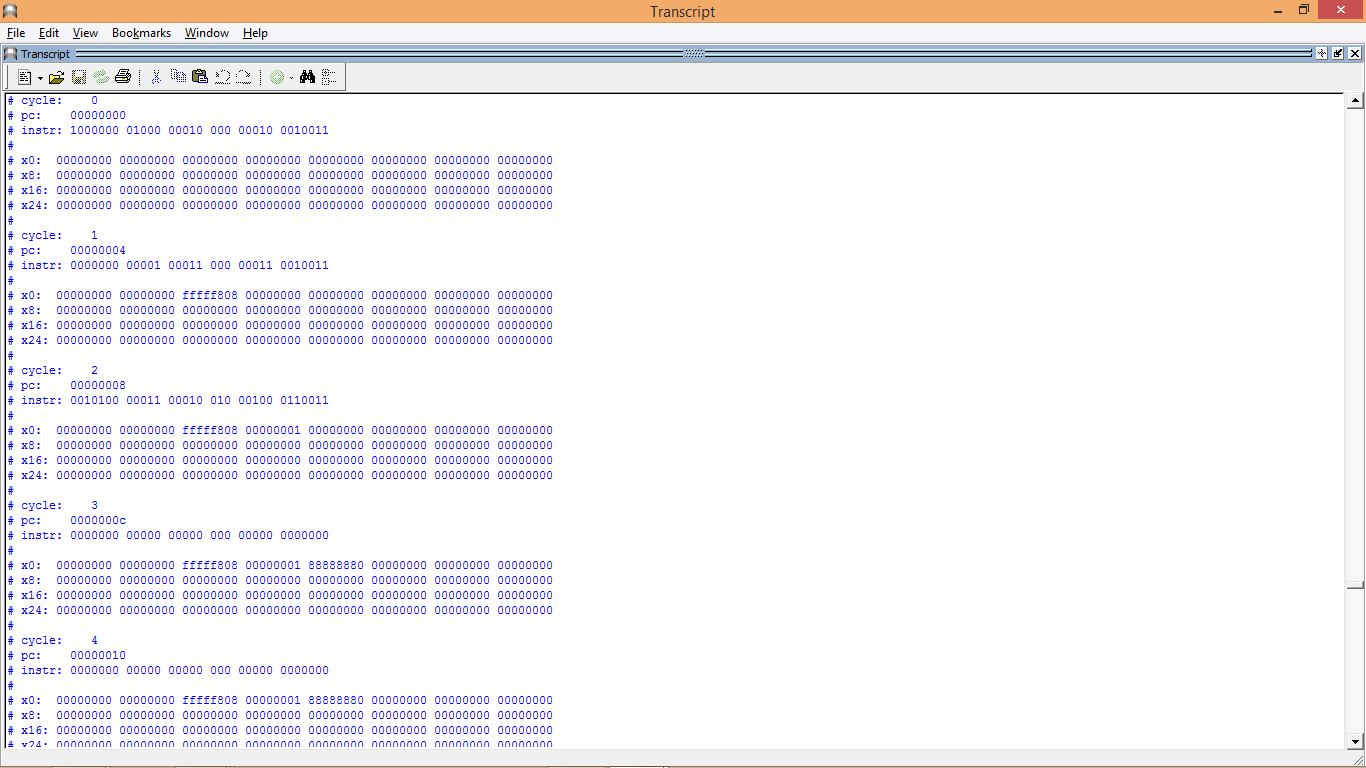 Transcript
File Edit View Bookmarks Window Help
Transcript
# cycle: 0
# pc: 00000000
# instr: 1000000 01000 00010 000 00010 0010011
#
# x0: 00000000 00000000 00000000 00000000 00000000 00000000 00000000 00000000
# x8: 00000000 00000000 00000000 00000000 00000000 00000000 00000000 00000000
# x16: 00000000 00000000 00000000 00000000 00000000 00000000 00000000 00000000
# x24: 00000000 00000000 00000000 00000000 00000000 00000000 00000000 00000000
#
# cycle: 1
# pc: 00000004
# instr: 0000000 00001 00011 000 00011 0010011
#
# x0: 00000000 00000000 fffff808 00000000 00000000 00000000 00000000 00000000
# x8: 00000000 00000000 00000000 00000000 00000000 00000000 00000000 00000000
# x16: 00000000 00000000 00000000 00000000 00000000 00000000 00000000 00000000
# x24: 00000000 00000000 00000000 00000000 00000000 00000000 00000000 00000000
#
# cycle: 2
# pc: 00000008
# instr: 0010100 00011 00010 010 00100 0110011
#
# x0: 00000000 00000000 fffff808 00000001 00000000 00000000 00000000 00000000
# x8: 00000000 00000000 00000000 00000000 00000000 00000000 00000000 00000000
# x16: 00000000 00000000 00000000 00000000 00000000 00000000 00000000 00000000
# x24: 00000000 00000000 00000000 00000000 00000000 00000000 00000000 00000000
#
# cycle: 3
# pc: 0000000c
# instr: 0000000 00000 00000 000 00000 0000000
#
# x0: 00000000 00000000 fffff808 00000001 88888880 00000000 00000000 00000000
# x8: 00000000 00000000 00000000 00000000 00000000 00000000 00000000 00000000
# x16: 00000000 00000000 00000000 00000000 00000000 00000000 00000000 00000000
# x24: 00000000 00000000 00000000 00000000 00000000 00000000 00000000 00000000
#
# cycle: 4
# pc: 00000010
# instr: 0000000 00000 00000 000 00000 0000000
#
# x0: 00000000 00000000 fffff808 00000001 88888880 00000000 00000000 00000000
# x8: 00000000 00000000 00000000 00000000 00000000 00000000 00000000 00000000
# x16: 00000000 00000000 00000000 00000000 00000000 00000000 00000000 00000000
# x24: 00000000 00000000 00000000 00000000 00000000 00000000 00000000 00000000